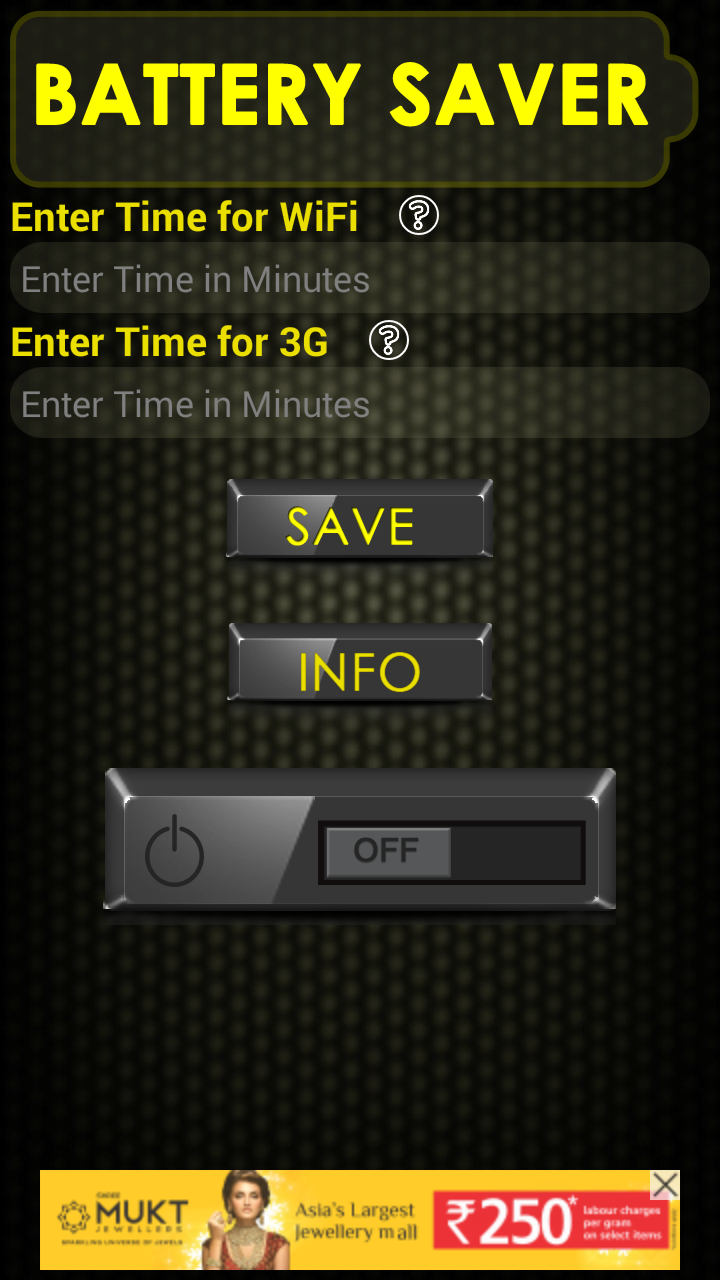 BATTERY SAVER
Enter Time for WiFi
Enter Time in Minutes
Enter Time for 3G
Enter Time in Minutes
SAVE
INFO
OFF
MUKT
JEWELLERS
SPARKLING UNIVERSE OF JEWELS
Asia's Largest
Jewellery mall
₹250*
labour charges
per gram
on select items